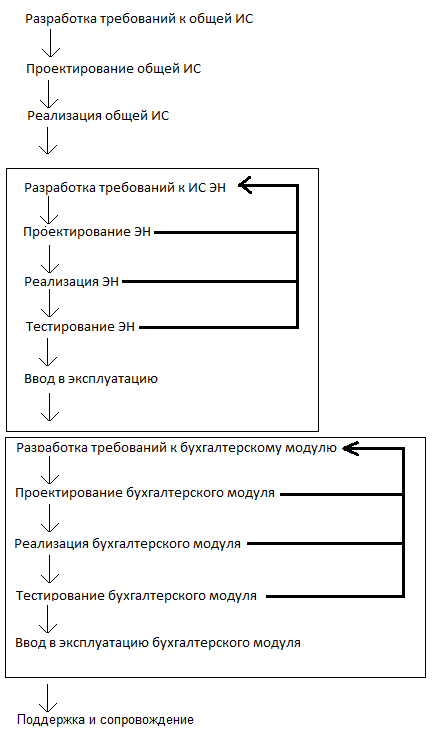 Разработка требований к общей ИС
Проектирование общей ИС
Реализация общей ИС
Разработка требований к ИС ЭН
Проектирование ЭН
Реализация ЭН
Тестирование ЭН
Ввод в эксплуатацию
Разработка требований к бухгалтерскому модулю
Проектирование бухгалтерского модуля
Реализация бухгалтерского модуля
Тестирование бухгалтерского модуля
Ввод в эксплуатацию бухгалтерского модуля
Поддержка и сопровождение